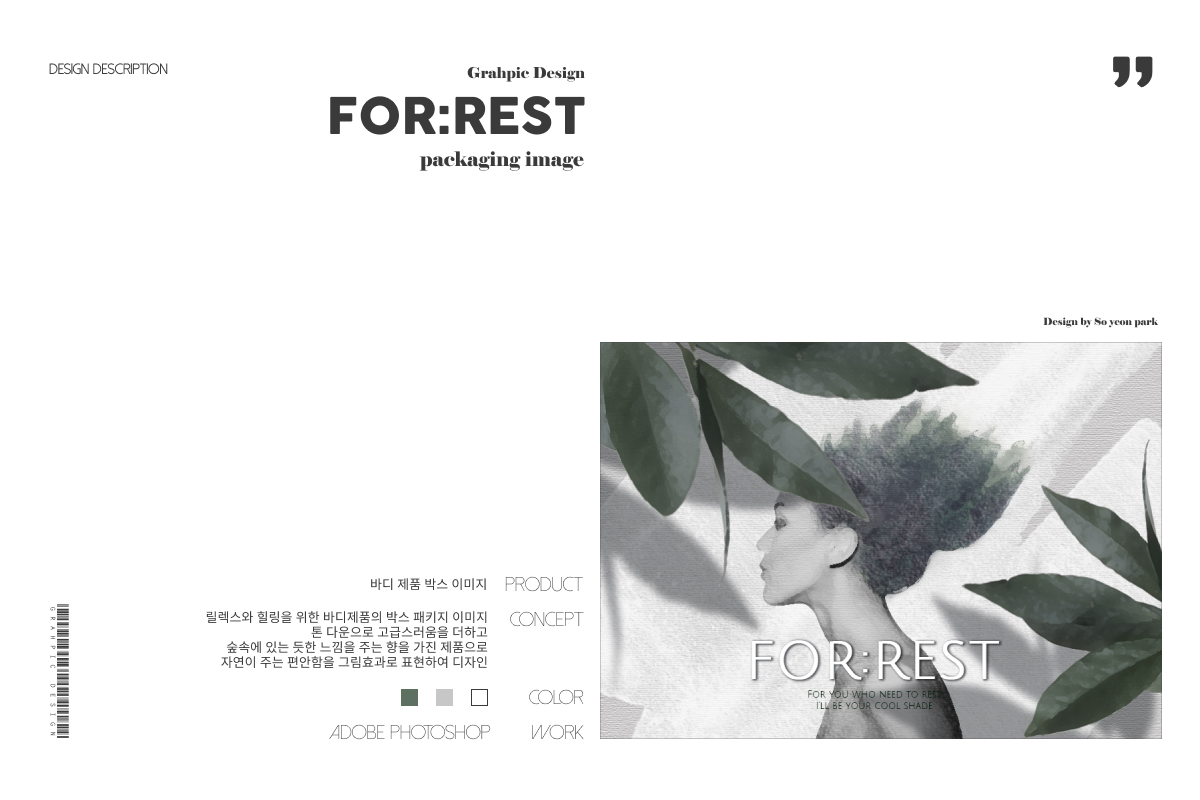 DESIGN DESCRIPTION
Grahpic Design
FOR:REST
packaging image
Design by So yeon park
바디 제품 박스 이미지 PRODUCT
릴렉스와 힐링을 위한 바디제품의 박스 패키지 이미지 CONCEPT
톤 다운으로 고급스러움을 더하고
숲속에 있는 듯한 느낌을 주는 향을 가진 제품으로
자연이 주는 편안함을 그림효과로 표현하여 디자인
COLOR
ADOBE PHOTOSHOP WORK
GRAHPIC DESIGN
FOR:REST
FOR YOU WHO NEED TO REST
I'LL BE YOUR COOL SHADE